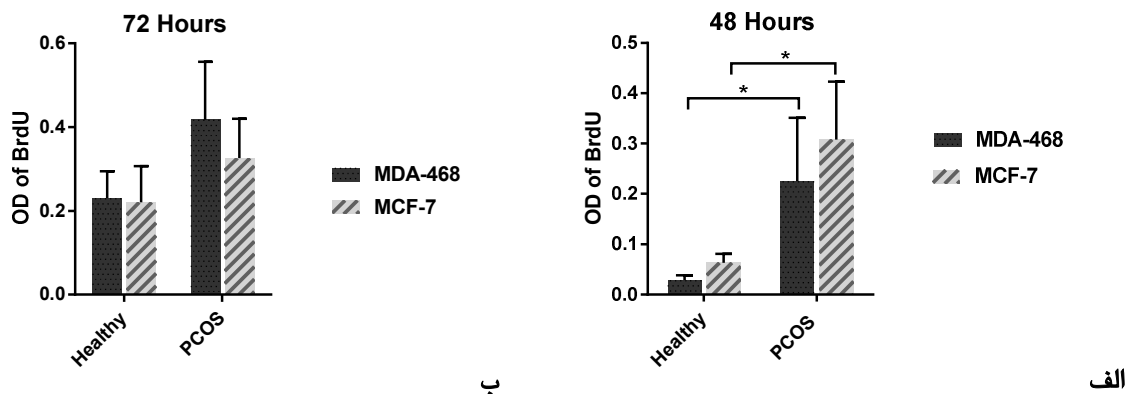 72 Hours
OD of BrdU
0.6
0.4
0.2
0.0
Healthy
PCOS
MDA-468
MCF-7
ب
48 Hours
OD of BrdU
0.5
0.4
0.3
0.2
0.1
0.0
*
*
Healthy
PCOS
MDA-468
MCF-7
الف